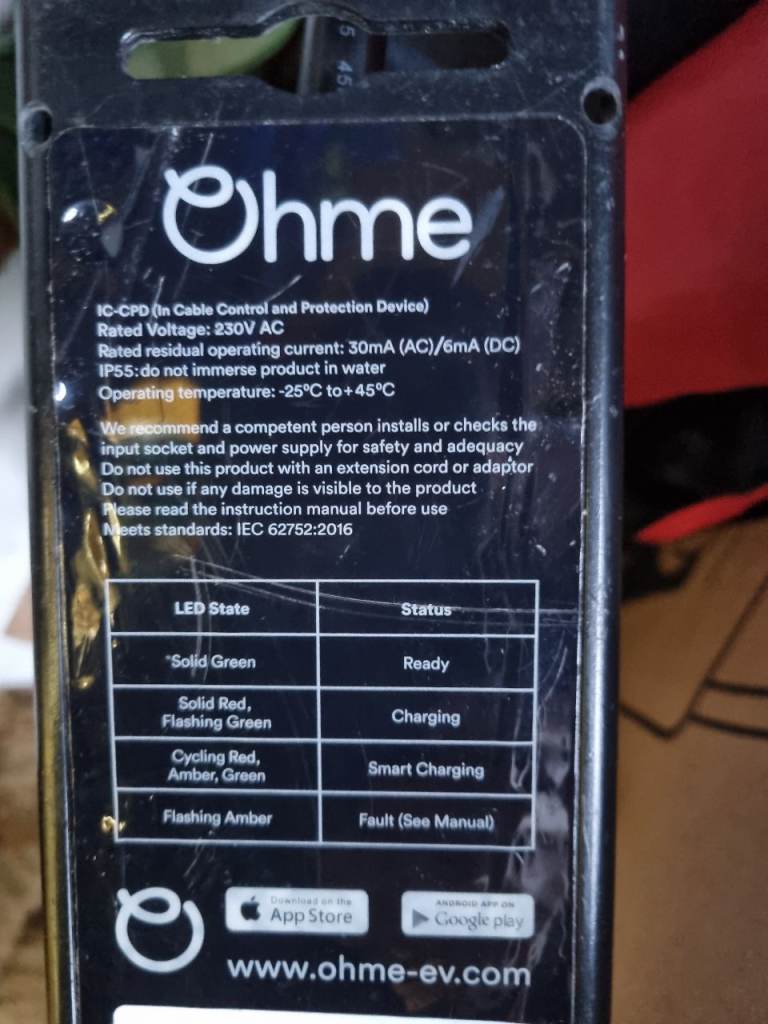 5 45
Ohme
IC-CPD (In Cable Control and Protection Device)
Rated Voltage: 230V AC
Rated residual operating current: 30mA (AC)/6mA (DC)
IP55: do not immerse product in water
Operating temperature: -25°C to +45°C
We recommend a competent person installs or checks the
input socket and power supply for safety and adequacy
Do not use this product with an extension cord or adaptor
Do not use if any damage is visible to the product
Please read the instruction manual before use
Meets standards: IEC 62752:2016
LED State Status
*Solid Green Ready
Solid Red,
Flashing Green Charging
Cycling Red,
Amber, Green Smart Charging
Flashing Amber Fault (See Manual)
Download on the
App Store
ANDROID APP ON
Google play
www.ohme-ev.com